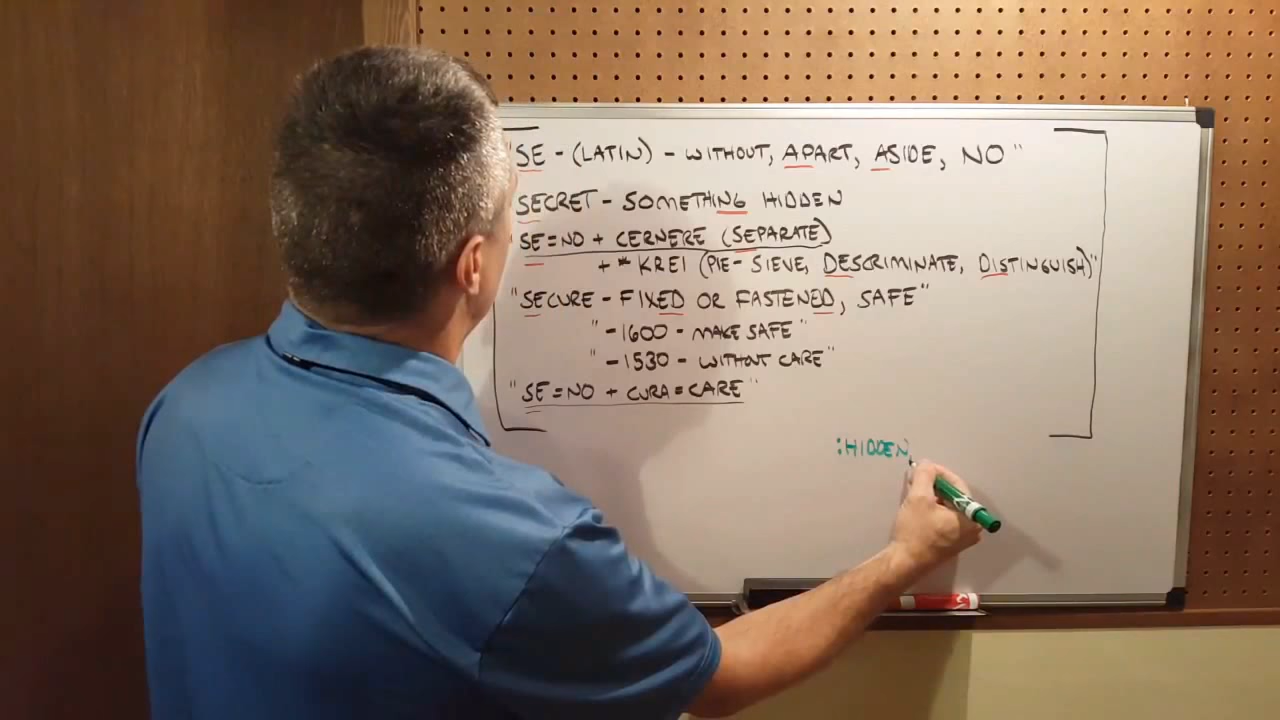 "SE - (LATIN) - WITHOUT, APART, ASIDE, NO"
SECRET - SOMETHING HIDDEN
"SE=NO + CERNERE (SEPARATE)
+ * KREI (PIE - SIEVE, DESCRIMINATE, DISTINGUISH)"
"SECURE - FIXED OR FASTENED, SAFE"
"-1600 - MAKE SAFE"
"-1530 - WITHOUT CARE"
"SE=NO + CURA=CARE"
:HIDDEN